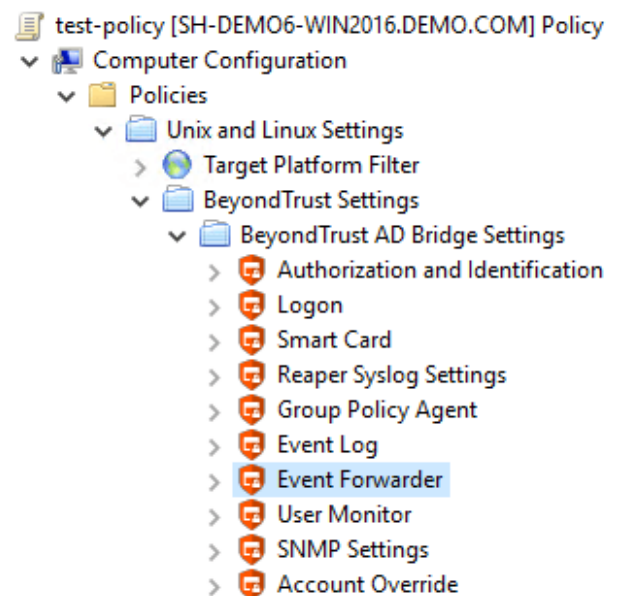 test-policy [SH-DEMO6-WIN2016.DEMO.COM] Policy
Computer Configuration
Policies
Unix and Linux Settings
Target Platform Filter
BeyondTrust Settings
BeyondTrust AD Bridge Settings
Authorization and Identification
Logon
Smart Card
Reaper Syslog Settings
Group Policy Agent
Event Log
Event Forwarder
User Monitor
SNMP Settings
Account Override